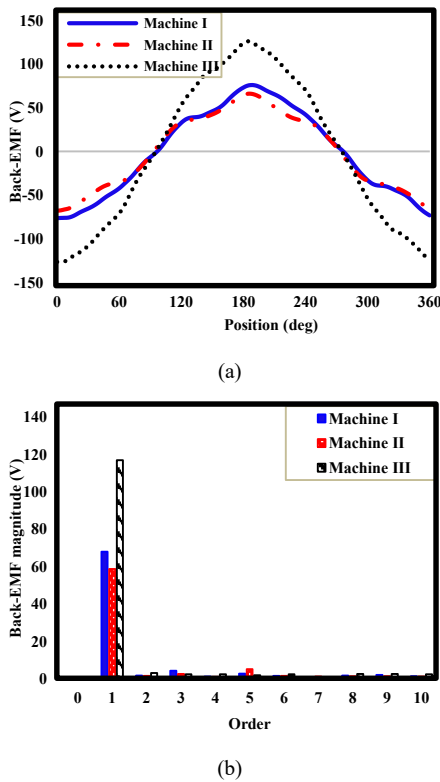 Machine I
Machine II
Machine III
Back-EMF (V)
150
100
50
0
-50
-100
-150
0 60 120 180 240 300 360
Position (deg)
(a)
Machine I
Machine II
Machine III
Back-EMF magnitude (V)
140
120
100
80
60
40
20
0
0 1 2 3 4 5 6 7 8 9 10
Order
(b)